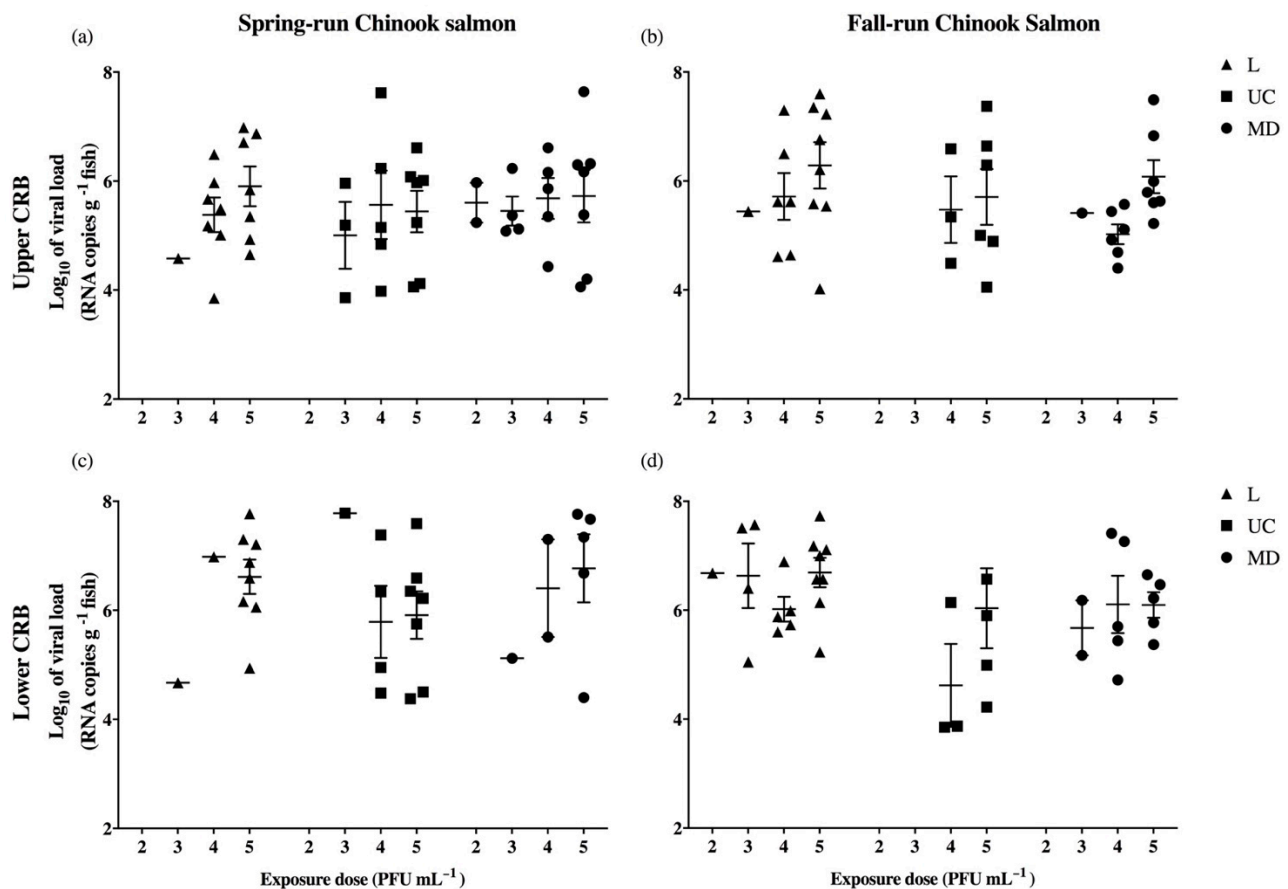 Spring-run Chinook salmon
Fall-run Chinook Salmon
(a)
(b)
Upper CRB
Log10 of viral load
(RNA copies g⁻¹ fish)
8
6
4
2
2 3 4 5 2 3 4 5 2 3 4 5
8
6
4
2
2 3 4 5 2 3 4 5 2 3 4 5
L
UC
MD
(c)
(d)
Lower CRB
Log10 of viral load
(RNA copies g⁻¹ fish)
8
6
4
2
2 3 4 5 2 3 4 5 2 3 4 5
Exposure dose (PFU mL⁻¹)
8
6
4
2
2 3 4 5 2 3 4 5 2 3 4 5
Exposure dose (PFU mL⁻¹)
L
UC
MD